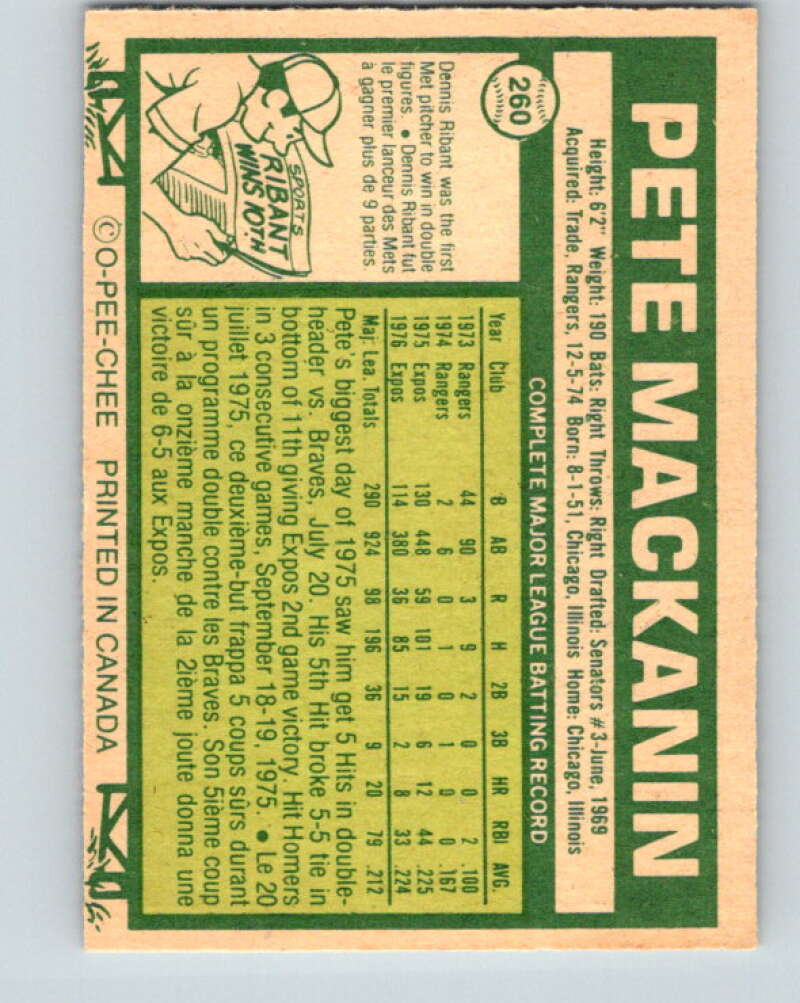 PETE MACKANIN
Height: 6'2" Weight: 190 Bats: Right Throws: Right Drafted: Senators #3-June, 1969
Acquired: Trade, Rangers, 12-5-74 Born: 8-1-51, Chicago, Illinois Home: Chicago, Illinois
260
COMPLETE MAJOR LEAGUE BATTING RECORD
Year Club G AB R H 2B 3B HR RBI AVG.
1973 Rangers 44 90 3 9 2 0 0 2 .100
1974 Rangers 2 6 0 1 0 1 0 0 .167
1975 Expos 130 448 59 101 19 6 12 44 .225
1976 Expos 114 380 36 85 15 2 8 33 .224
Maj. Lea. Totals 290 924 98 196 36 9 20 79 .212
Pete's biggest day of 1975 saw him get 5 Hits in double-
header vs. Braves, July 20. His 5th Hit broke 5-5 tie in
bottom of 11th giving Expos 2nd game victory. Hit Homers
in 3 consecutive games, September 18-19, 1975. • Le 20
juillet 1975, ce deuxième-but frappa 5 coups sûrs durant
un programme double contre les Braves. Son 5ième coup
sûr à la onzième manche de la 2ième joute donna une
victoire de 6-5 aux Expos.
Dennis Ribant was the first
Met pitcher to win in double
figures. • Dennis Ribant fut
le premier lanceur des Mets
à gagner plus de 9 parties
SPORTS
RIBANT
WINS 10TH
©O-PEE-CHEE PRINTED IN CANADA